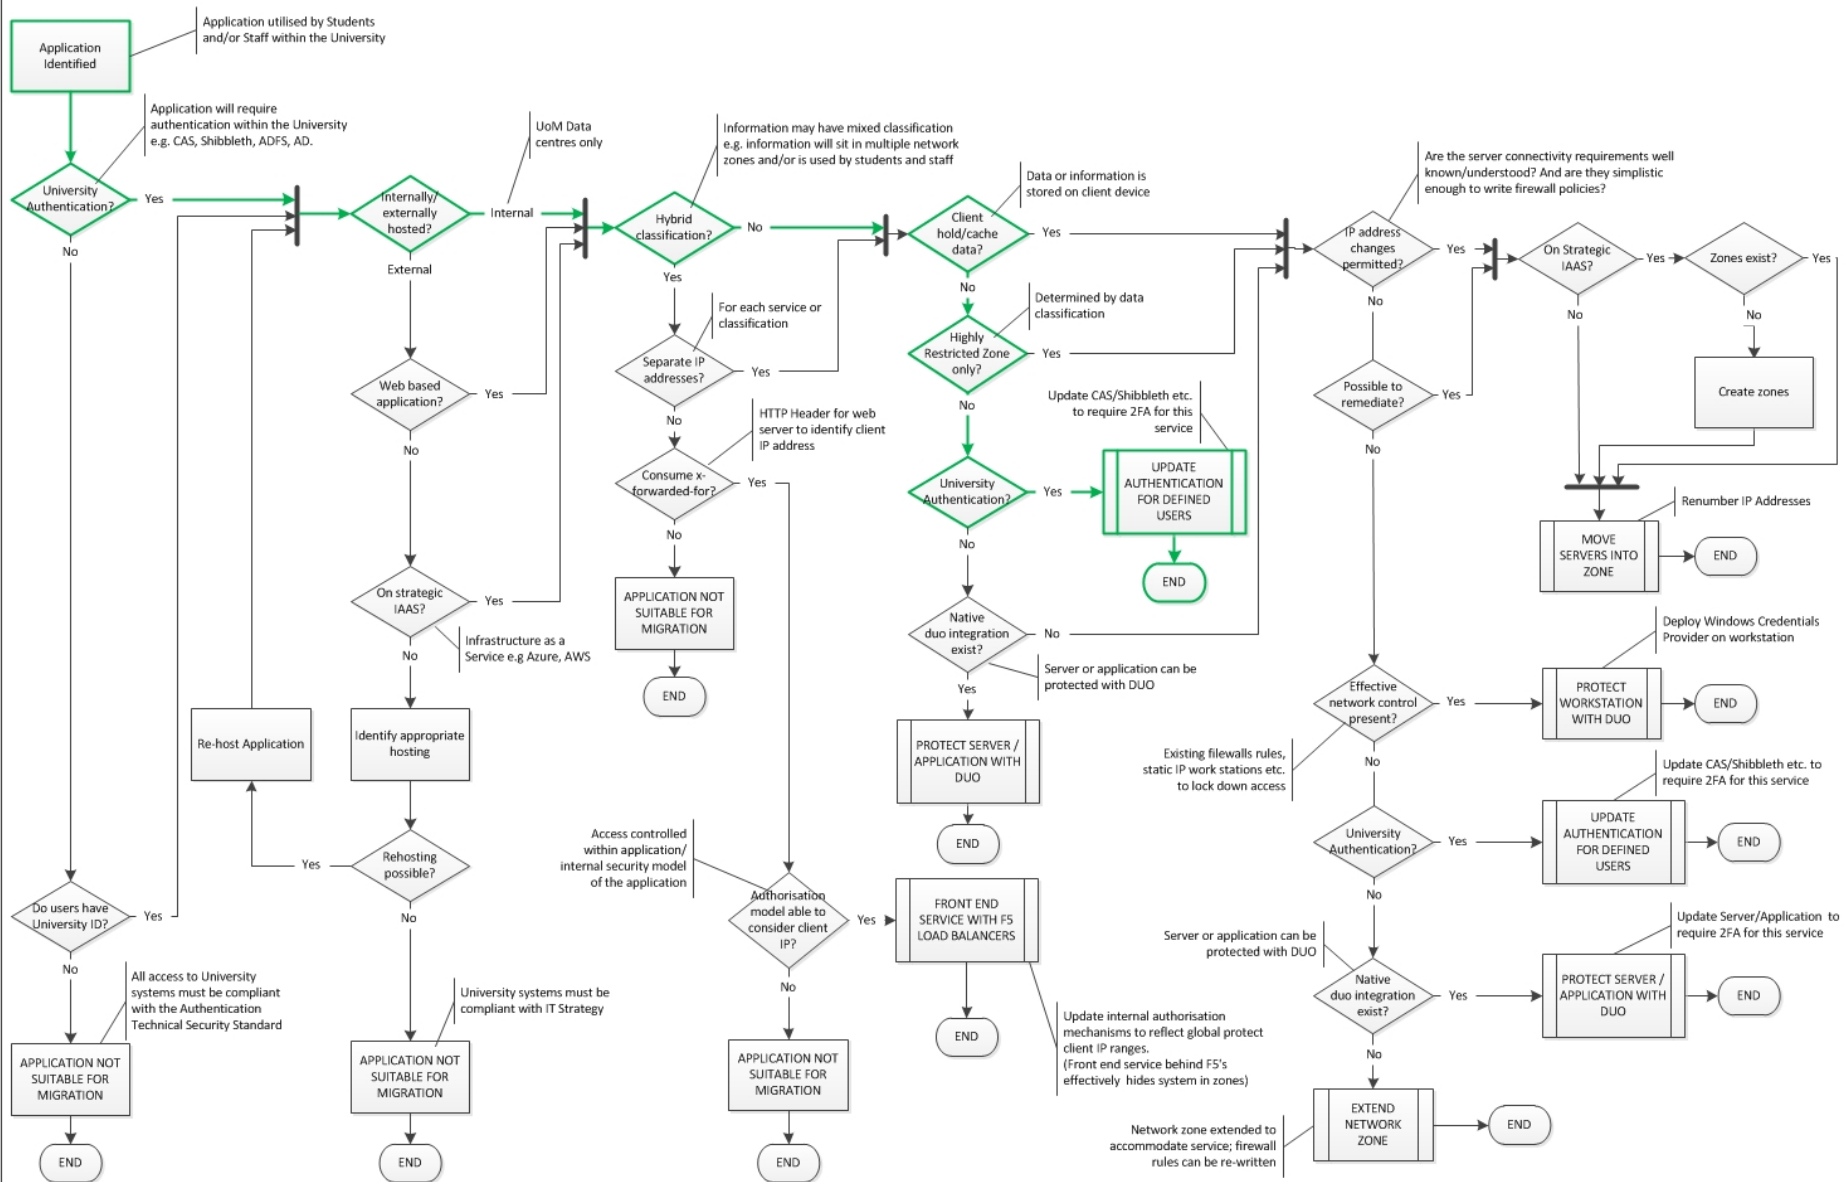 Application
Identified
Application utilised by Students
and/or Staff within the University
Application will require
authentication within the University
e.g. CAS, Shibbleth, ADFS, AD.
University
Authentication?
Yes
No
Do users have
University ID?
Yes
No
All access to University
systems must be compliant
with the Authentication
Technical Security Standard
APPLICATION NOT
SUITABLE FOR
MIGRATION
END
Re-host Application
UoM Data
centres only
Internally/
externally
hosted?
Internal
External
Web based
application?
Yes
No
On strategic
IAAS?
Yes
No
Infrastructure as a
Service e.g Azure, AWS
Identify appropriate
hosting
Rehosting
possible?
Yes
No
University systems must be
compliant with IT Strategy
APPLICATION NOT
SUITABLE FOR
MIGRATION
END
Information may have mixed classification
e.g. information will sit in multiple network
zones and/or is used by students and staff
Hybrid
classification?
No
Yes
For each service or
classification
Separate IP
addresses?
Yes
No
HTTP Header for web
server to identify client
IP address
Consume x-
forwarded-for?
Yes
No
APPLICATION NOT
SUITABLE FOR
MIGRATION
END
Access controlled
within application/
internal security model
of the application
Authorisation
model able to
consider client
IP?
Yes
No
APPLICATION NOT
SUITABLE FOR
MIGRATION
END
FRONT END
SERVICE WITH F5
LOAD BALANCERS
END
Update internal authorisation
mechanisms to reflect global protect
client IP ranges.
(Front end service behind F5's
effectively hides system in zones)
Data or information is
stored on client device
Client
hold/cache
data?
Yes
No
Determined by data
classification
Highly
Restricted Zone
only?
Yes
No
Update CAS/Shibbleth etc.
to require 2FA for this
service
University
Authentication?
Yes
No
UPDATE
AUTHENTICATION
FOR DEFINED
USERS
END
Native
duo integration
exist?
No
Yes
Server or application can be
protected with DUO
PROTECT SERVER /
APPLICATION WITH
DUO
END
Are the server connectivity requirements well
known/understood? And are they simplistic
enough to write firewall policies?
IP address
changes
permitted?
Yes
No
Possible to
remediate?
Yes
No
On Strategic
IAAS?
Yes
No
Zones exist?
Yes
No
Create zones
Renumber IP Addresses
MOVE
SERVERS INTO
ZONE
END
Effective
network control
present?
Yes
No
Existing filewalls rules,
static IP work stations etc.
to lock down access
Deploy Windows Credentials
Provider on workstation
PROTECT
WORKSTATION
WITH DUO
END
University
Authentication?
Yes
No
Update CAS/Shibbleth etc. to
require 2FA for this service
UPDATE
AUTHENTICATION
FOR DEFINED
USERS
END
Server or application can be
protected with DUO
Native
duo integration
exist?
Yes
No
Update Server/Application to
require 2FA for this service
PROTECT SERVER /
APPLICATION WITH
DUO
END
Network zone extended to
accommodate service; firewall
rules can be re-written
EXTEND
NETWORK
ZONE
END